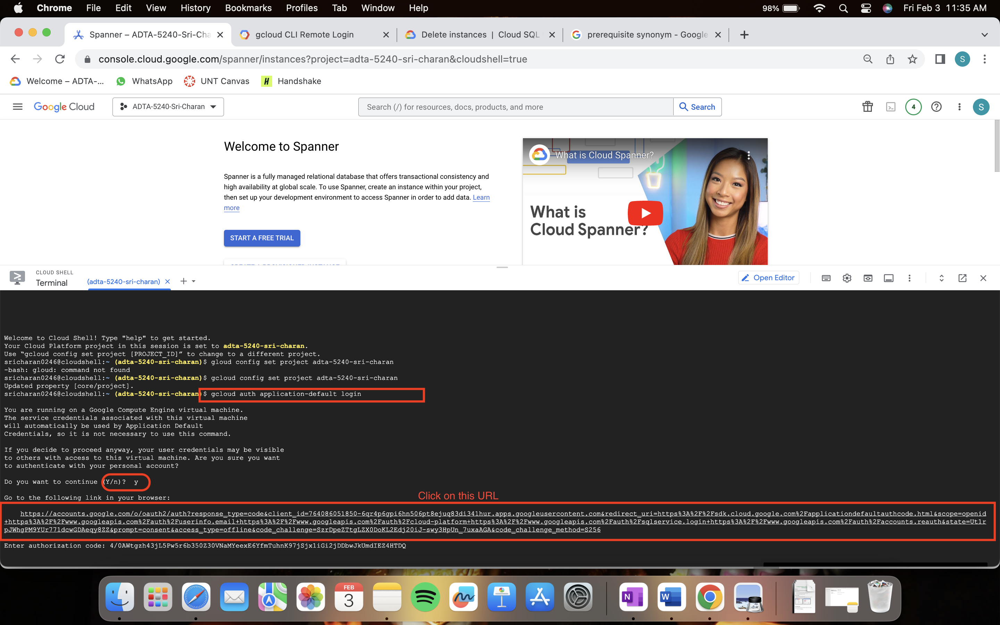 Chrome File Edit View History Bookmarks Profiles Tab Window Help 98% Fri Feb 3 11:35 AM
Spanner – ADTA-5240-Sri-Cha gcloud CLI Remote Login Delete instances | Cloud SQL prerequisite synonym - Google
console.cloud.google.com/spanner/instances?project=adta-5240-sri-charan&cloudshell=true S
Welcome – ADTA-... WhatsApp UNT Canvas H Handshake
Google Cloud ADTA-5240-Sri-Charan Search (/) for resources, docs, products, and more Search 4 S
Welcome to Spanner
Spanner is a fully managed relational database that offers transactional consistency and
high availability at global scale. To use Spanner, create an instance within your project,
then set up your development environment to access Spanner in order to add data. Learn
more
START A FREE TRIAL
What is Cloud Spanner?
What is
Cloud Spanner?
CLOUD SHELL
Terminal (adta-5240-sri-charan) Open Editor
Welcome to Cloud Shell! Type "help" to get started.
Your Cloud Platform project in this session is set to adta-5240-sri-charan.
Use “gcloud config set project [PROJECT_ID]” to change to a different project.
sricharan0246@cloudshell:~ (adta-5240-sri-charan)$ gloud config set project adta-5240-sri-charan
-bash: gloud: command not found
sricharan0246@cloudshell:~ (adta-5240-sri-charan)$ gcloud config set project adta-5240-sri-charan
Updated property [core/project].
sricharan0246@cloudshell:~ (adta-5240-sri-charan)$ gcloud auth application-default login
You are running on a Google Compute Engine virtual machine.
The service credentials associated with this virtual machine
will automatically be used by Application Default
Credentials, so it is not necessary to use this command.
If you decide to proceed anyway, your user credentials may be visible
to others with access to this virtual machine. Are you sure you want
to authenticate with your personal account?
Do you want to continue (Y/n)? y
Go to the following link in your browser:
Click on this URL
https://accounts.google.com/o/oauth2/auth?response_type=code&client_id=764086051850-6qr4p6gpi6hn506pt8ejuq83di341hur.apps.googleusercontent.com&redirect_uri=https%3A%2F%2Fsdk.cloud.google.com%2Fapplicationdefaultauthcode.html&scope=openid
+https%3A%2F%2Fwww.googleapis.com%2Fauth%2Fuserinfo.email+https%3A%2F%2Fwww.googleapis.com%2Fauth%2Fcloud-platform+https%3A%2F%2Fwww.googleapis.com%2Fauth%2Fsqlservice.login+https%3A%2F%2Fwww.googleapis.com%2Fauth%2Faccounts.reauth&state=Ut1r
pJWhgPM9YUr771dcwGDAeqy8ZZ&prompt=consent&access_type=offline&code_challenge=SzrDpeZTtgLZX0DoKL2Edj20iJ-swy3HpUn_7uxaAGA&code_challenge_method=S256
Enter authorization code: 4/0AWtgzh43jL5Pw5r6b350Z30VNaMYeexE6YfmTuhnK97jSjx1iGi2jDDbwJkUmdIEZ4HTDQ
FEB
3
N W